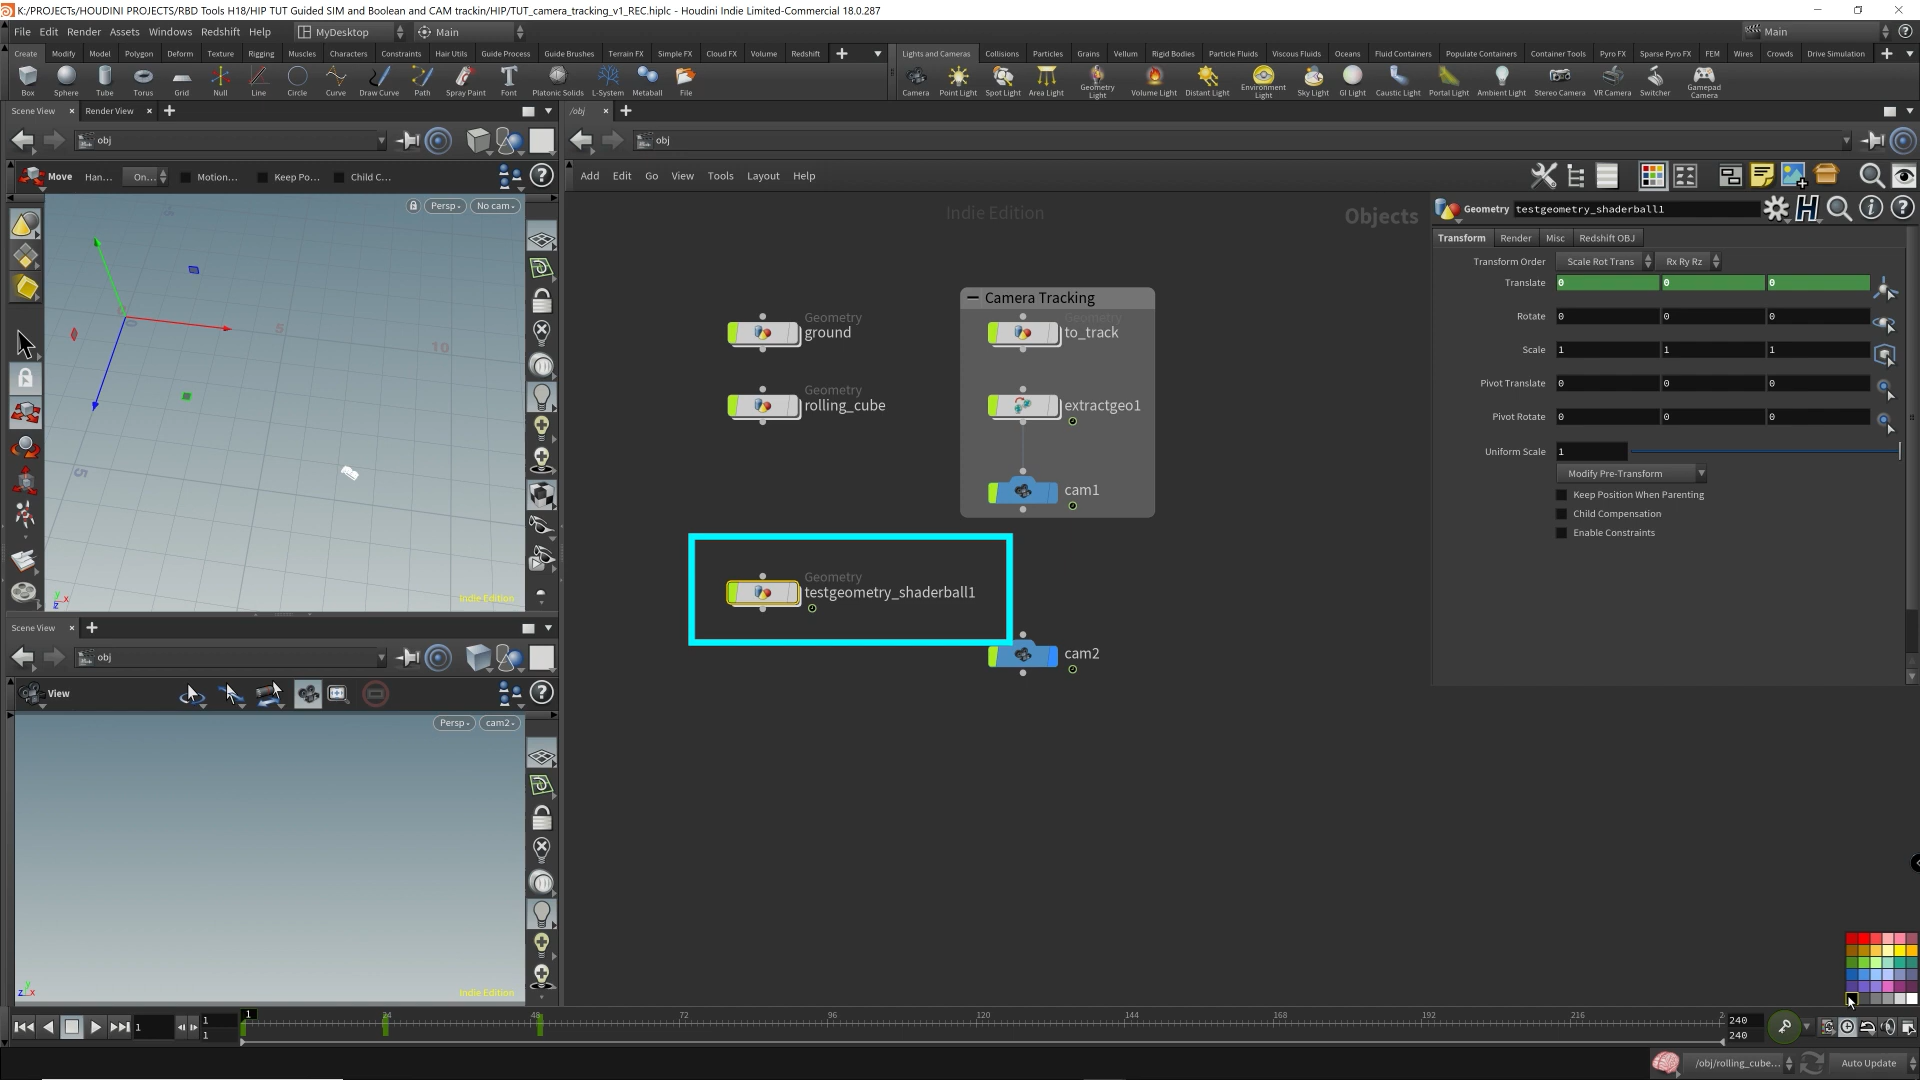 K:/PROJECTs/HOUDINI PROJECTS/RBD Tools H18/HIP TUT Guided SIM and Boolean and CAM trackin/HIP/TUT_camera_tracking_v1_REC.hiplc - Houdini Indie Limited-Commercial 18.0.287
File Edit Render Assets Windows Redshift Help MyDesktop Main Main
Create Modify Model Polygon Deform Texture Rigging Muscles Characters Constraints Hair Utils Guide Process Guide Brushes Terrain FX Simple FX Cloud FX Volume Redshift
Lights and Cameras Collisions Particles Grains Vellum Rigid Bodies Particle Fluids Viscous Fluids Oceans Fluid Containers Populate Containers Container Tools Pyro FX Sparse Pyro FX FEM Wires Crowds Drive Simulation
Box Sphere Tube Torus Grid Null Line Circle Curve Draw Curve Path Spray Paint Font Platonic Solids L-System Metaball File
Camera Point Light Spot Light Area Light Geometry Light Volume Light Distant Light Environment Light Sky Light GI Light Caustic Light Portal Light Ambient Light Stereo Camera VR Camera Switcher Gamepad Camera
Scene View Render View
/obj
obj
obj
Move Han... On... Motion... Keep Po... Child C...
Add Edit Go View Tools Layout Help
Persp No cam
Indie Edition
Objects
Geometry testgeometry_shaderball1
Transform Render Misc Redshift OBJ
Transform Order Scale Rot Trans Rx Ry Rz
Translate 0 0 0
Rotate 0 0 0
Scale 1 1 1
Pivot Translate 0 0 0
Pivot Rotate 0 0 0
Uniform Scale 1
Modify Pre-Transform
Keep Position When Parenting
Child Compensation
Enable Constraints
Camera Tracking
Geometry
ground
Geometry
to_track
Geometry
rolling_cube
extractgeo1
cam1
Geometry
testgeometry_shaderball1
cam2
5
10
5
Indie Edition
Scene View
obj
View
Persp cam2
Indie Edition
1
1
1
1 24 48 72 96 120 144 168 192 216
240
240
/obj/rolling_cube... Auto Update